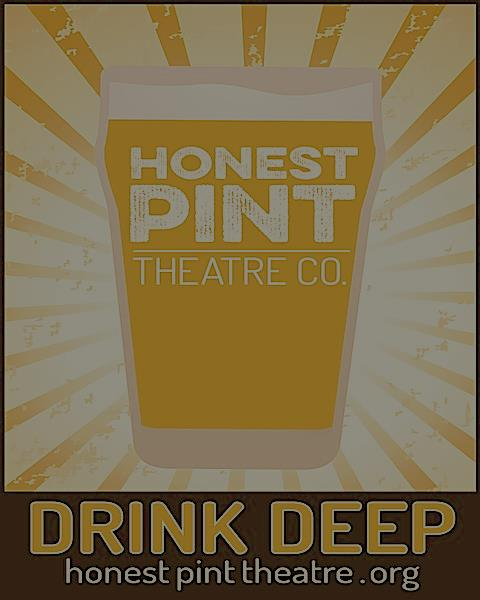 HONEST
PINT
THEATRE CO.
DRINK DEEP
honest pint theatre .org